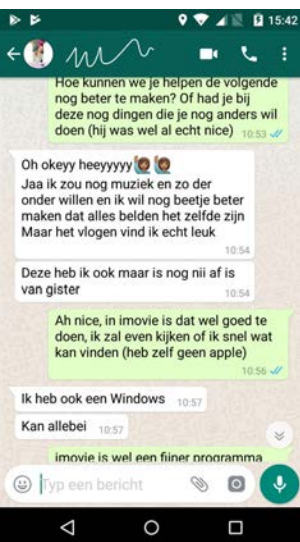 15:42
Hoe kunnen we je helpen de volgende
nog beter te maken? Of had je bij
deze nog dingen die je nog anders wil
doen (hij was wel al echt nice) 10:53
Oh okeyy heeyyyyy🙋🏽🙋🏽
Jaa ik zou nog muziek en zo der
onder willen en ik wil nog beetje beter
maken dat alles belden het zelfde zijn
Maar het vlogen vind ik echt leuk
10:54
Deze heb ik ook maar is nog nii af is
van gister 10:54
Ah nice, in imovie is dat wel goed te
doen, ik zal even kijken of ik snel wat
kan vinden (heb zelf geen apple)
10:56
Ik heb ook een Windows 10:57
Kan allebei 10:57
imovie is wel een fijner programma
Typ een bericht